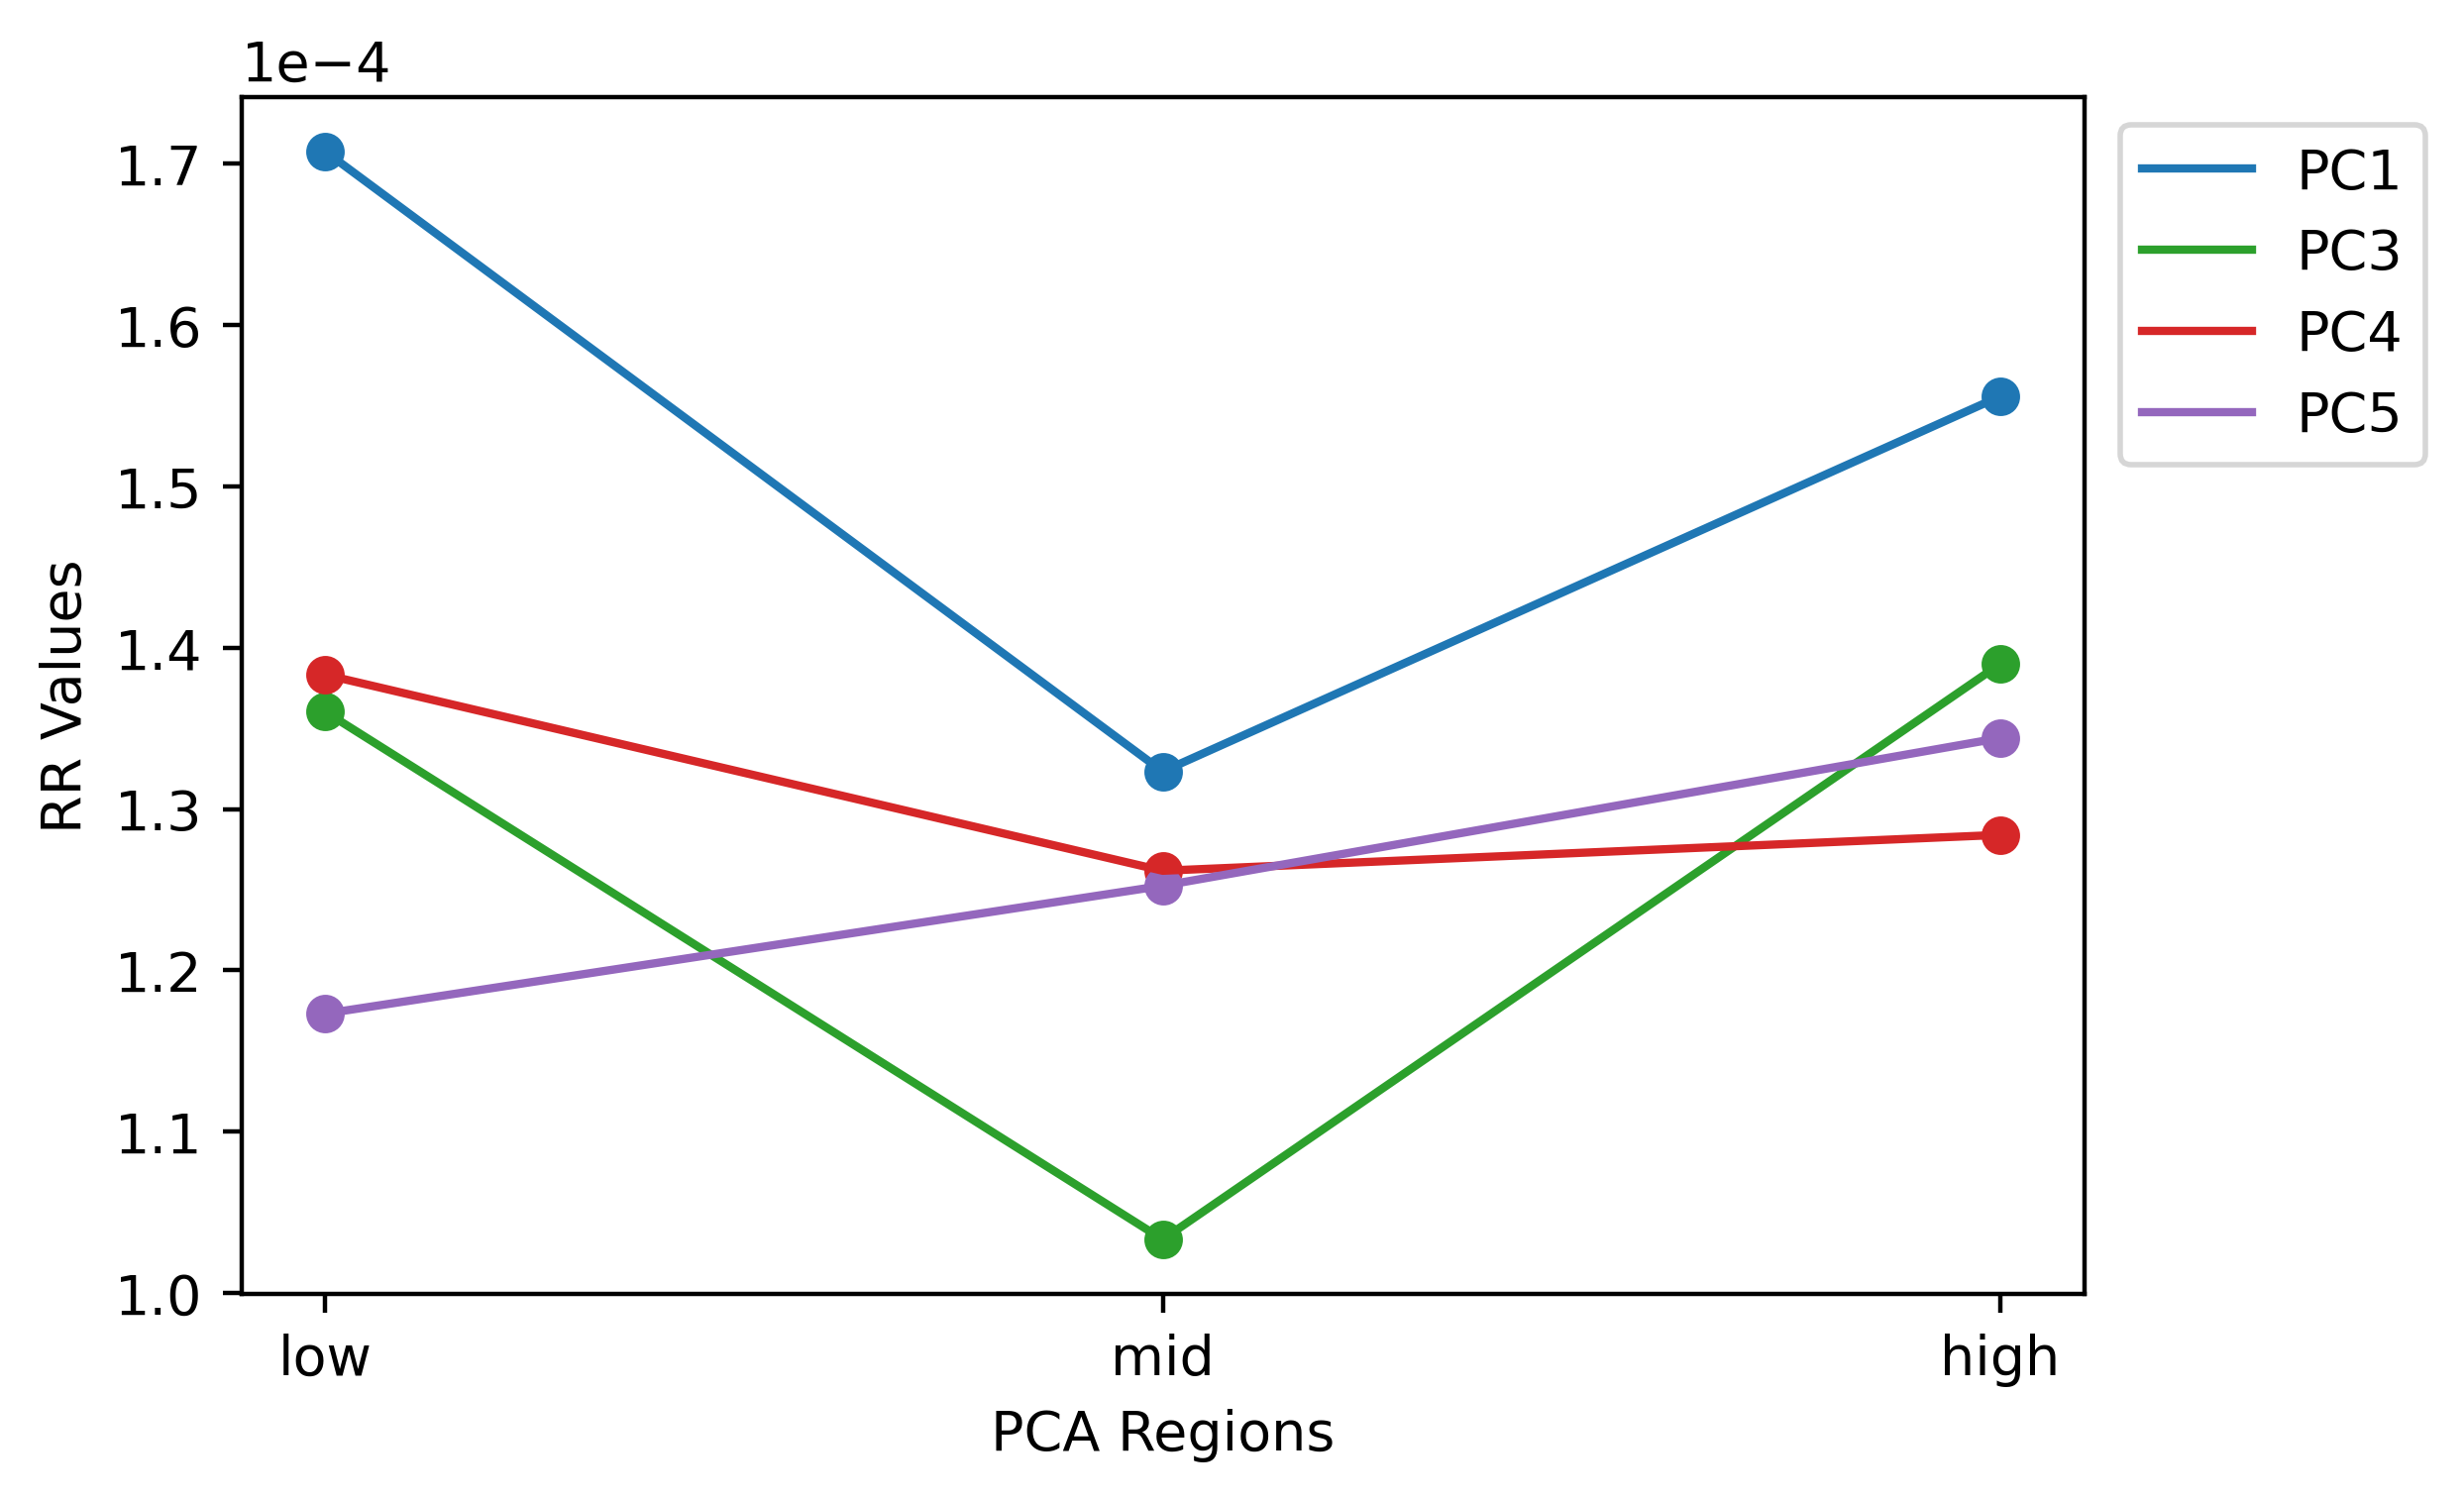 1e−4
1.7
1.6
1.5
1.4
1.3
1.2
1.1
1.0
RR Values
low
mid
high
PCA Regions
PC1
PC3
PC4
PC5